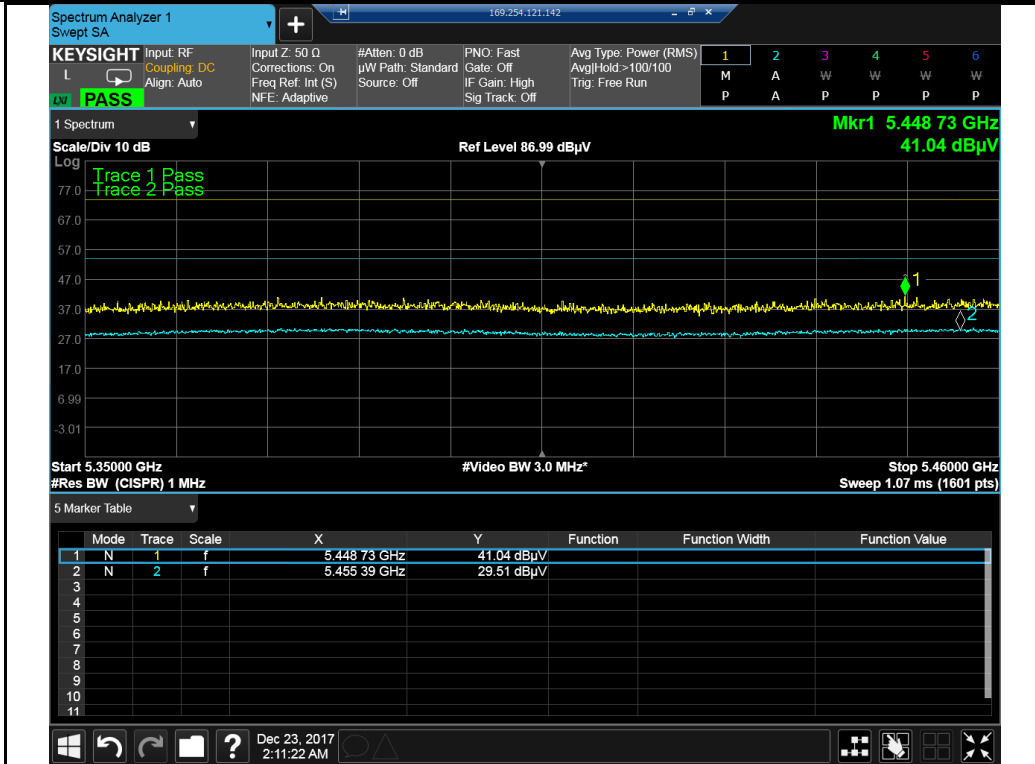 Spectrum Analyzer 1
Swept SA
+
169.254.121.142
KEYSIGHT
L
LXI
PASS
Input: RF
Coupling: DC
Align: Auto
Input Z: 50 Ω
Corrections: On
Freq Ref: Int (S)
NFE: Adaptive
#Atten: 0 dB
µW Path: Standard
Source: Off
PNO: Fast
Gate: Off
IF Gain: High
Sig Track: Off
Avg Type: Power (RMS)
Avg|Hold:>100/100
Trig: Free Run
1 2 3 4 5 6
M A W W W W
P P P P P P
1 Spectrum
Mkr1 5.448 73 GHz
Scale/Div 10 dB
Ref Level 86.99 dBµV
41.04 dBµV
Log
Trace 1 Pass
Trace 2 Pass
77.0
67.0
57.0
47.0
1
37.0
2
27.0
17.0
6.99
-3.01
Start 5.35000 GHz
#Video BW 3.0 MHz*
Stop 5.46000 GHz
#Res BW (CISPR) 1 MHz
Sweep 1.07 ms (1601 pts)
5 Marker Table
Mode Trace Scale X Y Function Function Width Function Value
1 N 1 f 5.448 73 GHz 41.04 dBµV
2 N 2 f 5.455 39 GHz 29.51 dBµV
3
4
5
6
7
8
9
10
11
?
Dec 23, 2017
2:11:22 AM